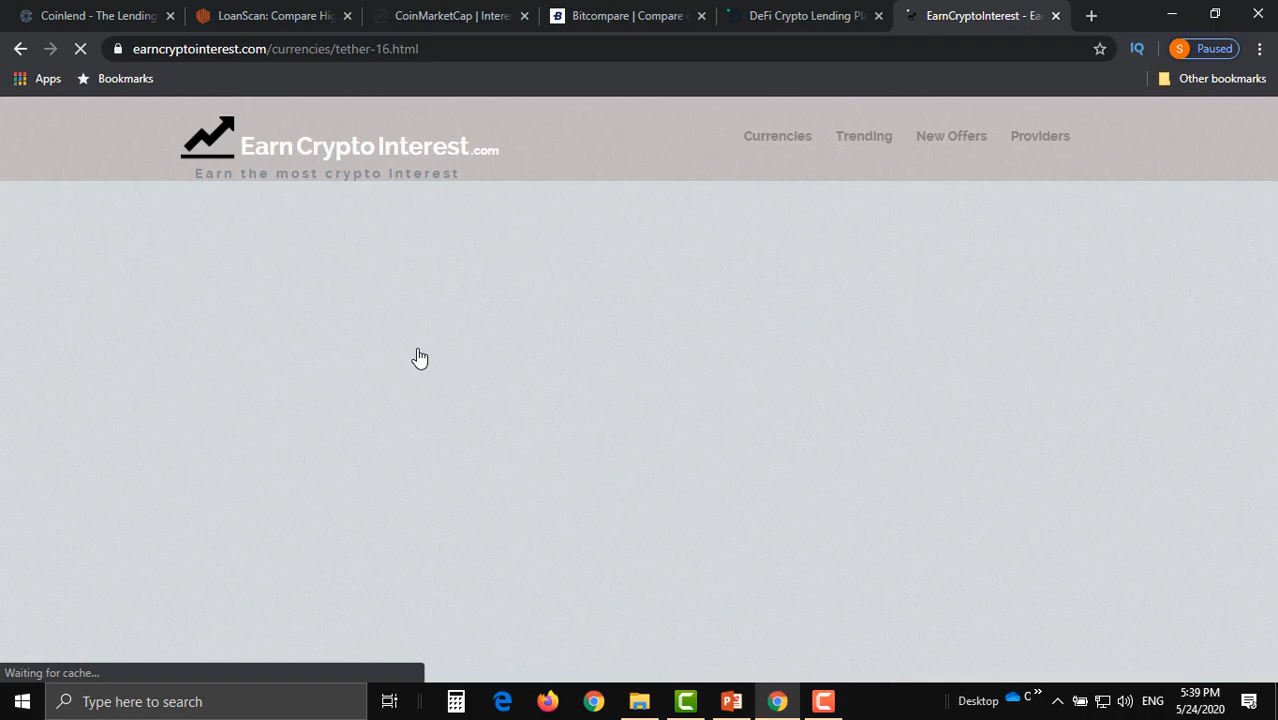 Coinlend - The Lending
LoanScan: Compare Hig
CoinMarketCap | Intere
Bitcompare | Compare c
DeFi Crypto Lending Pl
EarnCryptoInterest - Ea
earncryptointerest.com/currencies/tether-16.html
S Paused
Apps
Bookmarks
Other bookmarks
IQ
Earn Crypto Interest.com
Earn the most crypto Interest
Currencies
Trending
New Offers
Providers
Waiting for cache...
Type here to search
Desktop
C
ENG
5:39 PM
5/24/2020